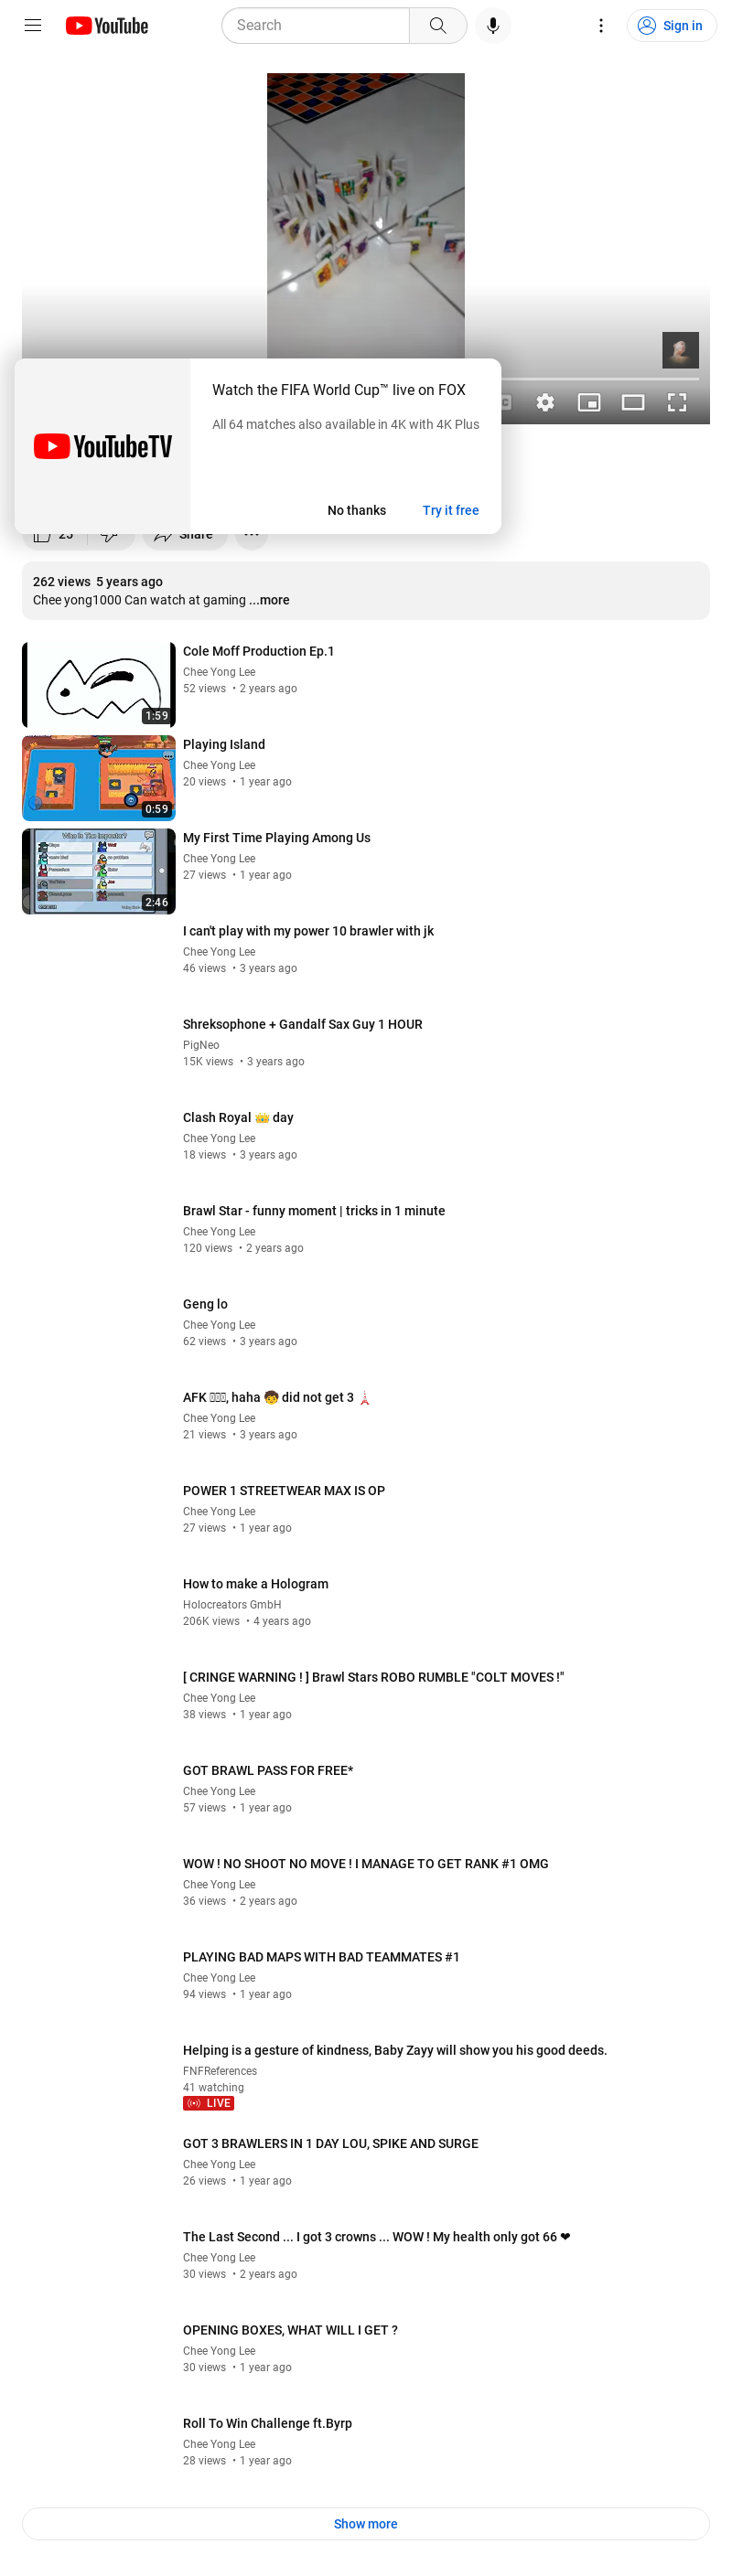 YouTube
Search
Sign in
Watch the FIFA World Cup™ live on FOX
All 64 matches also available in 4K with 4K Plus
YouTubeTV
No thanks
Try it free
25
Share
262 views 5 years ago
Chee yong1000 Can watch at gaming ...more
Cole Moff Production Ep.1
Chee Yong Lee
52 views • 2 years ago
1:59
Playing Island
Chee Yong Lee
20 views • 1 year ago
0:59
My First Time Playing Among Us
Who Is The Impostor?
Chee Yong Lee
27 views • 1 year ago
2:46
I can't play with my power 10 brawler with jk
Chee Yong Lee
46 views • 3 years ago
Shreksophone + Gandalf Sax Guy 1 HOUR
PigNeo
15K views • 3 years ago
Clash Royal 👑 day
Chee Yong Lee
18 views • 3 years ago
Brawl Star - funny moment | tricks in 1 minute
Chee Yong Lee
120 views • 2 years ago
Geng lo
Chee Yong Lee
62 views • 3 years ago
AFK , haha 🧒 did not get 3 🗼
Chee Yong Lee
21 views • 3 years ago
POWER 1 STREETWEAR MAX IS OP
Chee Yong Lee
27 views • 1 year ago
How to make a Hologram
Holocreators GmbH
206K views • 4 years ago
[ CRINGE WARNING ! ] Brawl Stars ROBO RUMBLE "COLT MOVES !"
Chee Yong Lee
38 views • 1 year ago
GOT BRAWL PASS FOR FREE*
Chee Yong Lee
57 views • 1 year ago
WOW ! NO SHOOT NO MOVE ! I MANAGE TO GET RANK #1 OMG
Chee Yong Lee
36 views • 2 years ago
PLAYING BAD MAPS WITH BAD TEAMMATES #1
Chee Yong Lee
94 views • 1 year ago
Helping is a gesture of kindness, Baby Zayy will show you his good deeds.
FNFReferences
41 watching
LIVE
GOT 3 BRAWLERS IN 1 DAY LOU, SPIKE AND SURGE
Chee Yong Lee
26 views • 1 year ago
The Last Second ... I got 3 crowns ... WOW ! My health only got 66 ❤
Chee Yong Lee
30 views • 2 years ago
OPENING BOXES, WHAT WILL I GET ?
Chee Yong Lee
30 views • 1 year ago
Roll To Win Challenge ft.Byrp
Chee Yong Lee
28 views • 1 year ago
Show more